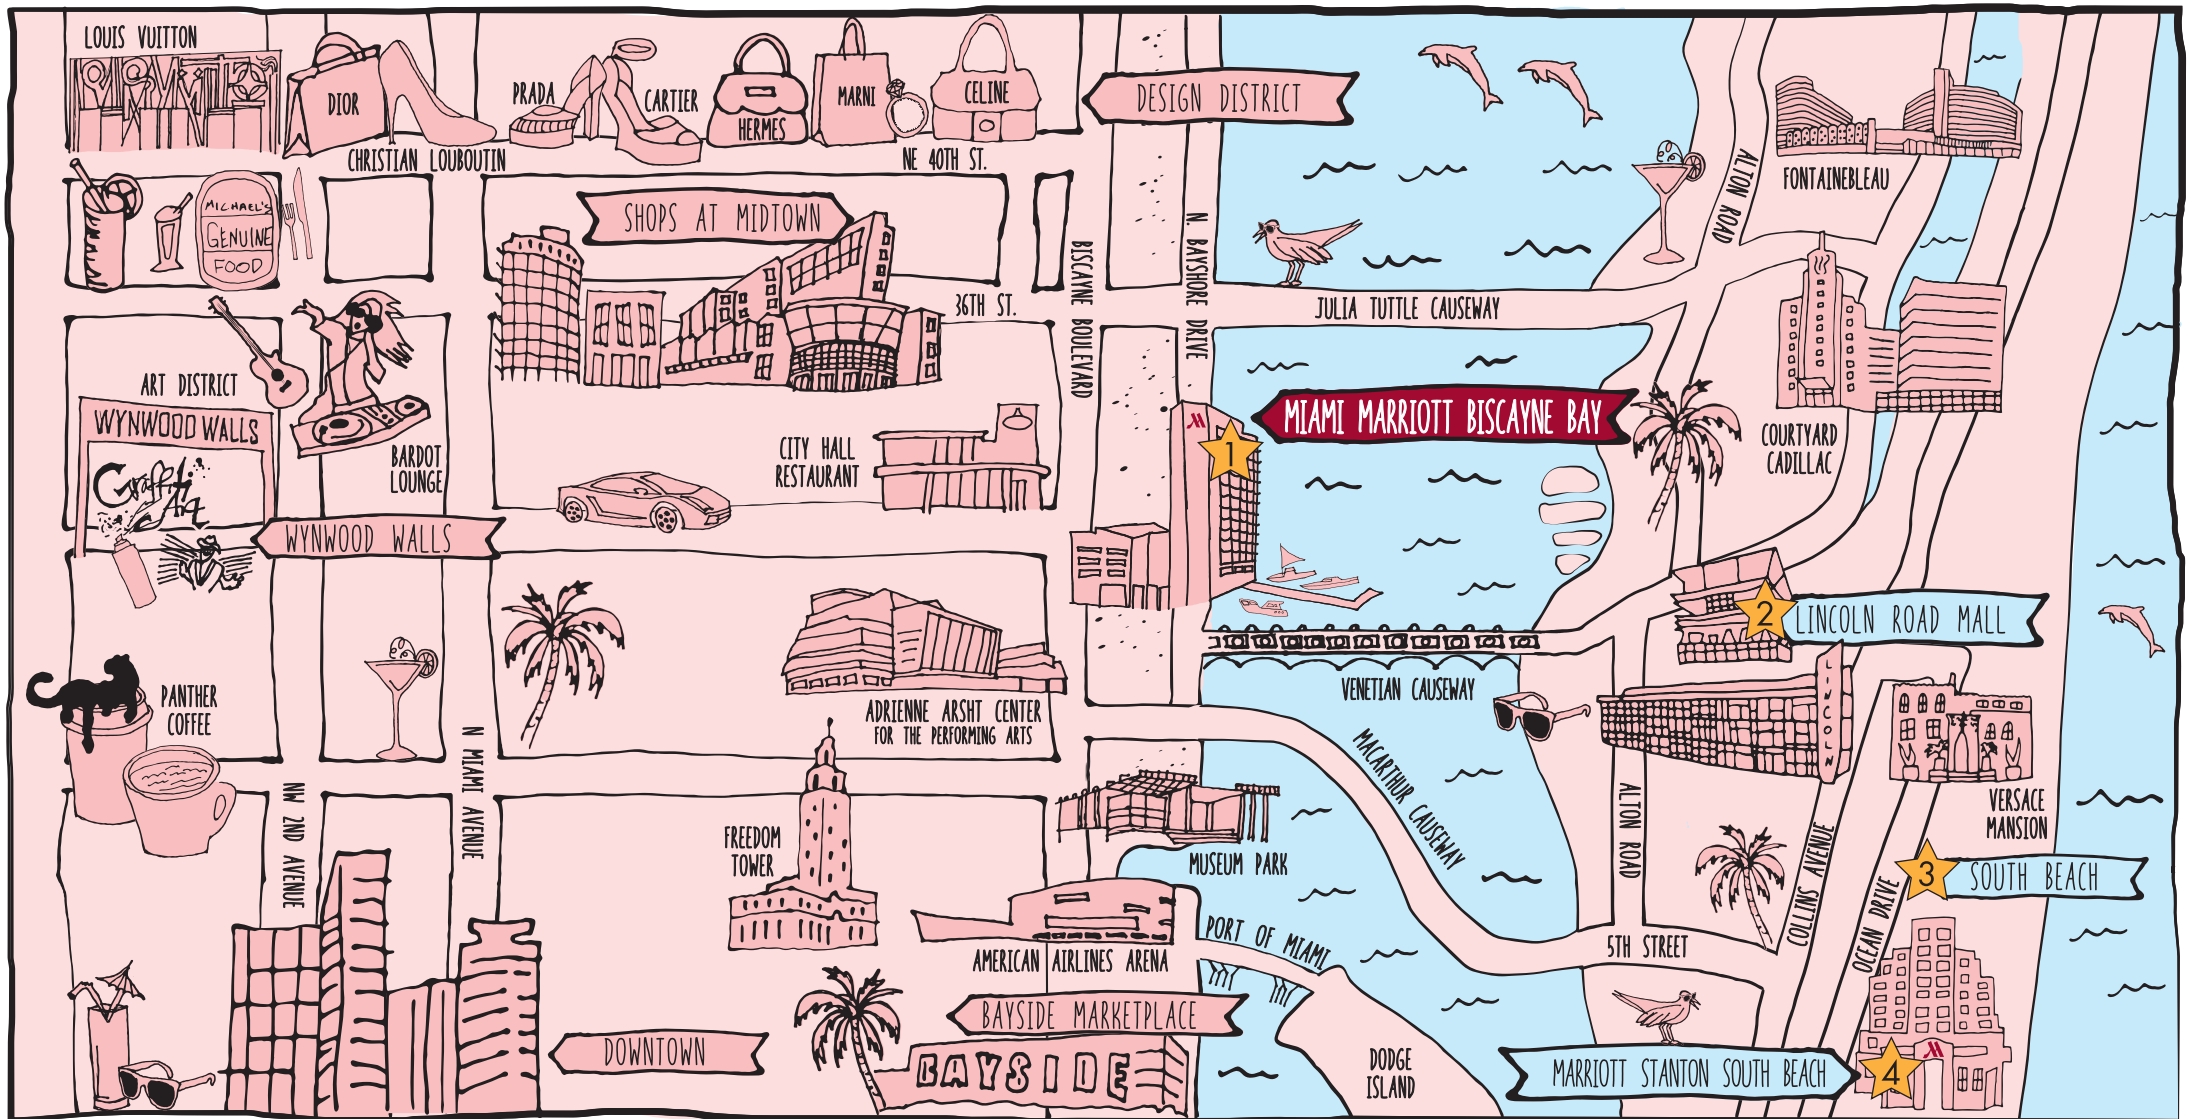 LOUIS VUITTON
DIOR
CHRISTIAN LOUBOUTIN
PRADA
CARTIER
HERMES
MARNI
CELINE
NE 40TH ST.
DESIGN DISTRICT
FONTAINEBLEAU
ALTON ROAD
MICHAEL'S
GENUINE
FOOD
SHOPS AT MIDTOWN
36TH ST.
BISCAYNE BOULEVARD
N. BAYSHORE DRIVE
JULIA TUTTLE CAUSEWAY
ART DISTRICT
WYNWOOD WALLS
Graffiti
Art
BARDOT
LOUNGE
CITY HALL
RESTAURANT
1
MIAMI MARRIOTT BISCAYNE BAY
COURTYARD
CADILLAC
WYNWOOD WALLS
2
LINCOLN ROAD MALL
LINCOLN
PANTHER
COFFEE
ADRIENNE ARSHT CENTER
FOR THE PERFORMING ARTS
VENETIAN CAUSEWAY
MACARTHUR CAUSEWAY
N MIAMI AVENUE
NW 2ND AVENUE
FREEDOM
TOWER
MUSEUM PARK
ALTON ROAD
VERSACE
MANSION
COLLINS AVENUE
OCEAN DRIVE
3
SOUTH BEACH
AMERICAN AIRLINES ARENA
PORT OF MIAMI
5TH STREET
BAYSIDE MARKETPLACE
BAYSIDE
DOWNTOWN
DODGE
ISLAND
MARRIOTT STANTON SOUTH BEACH
4